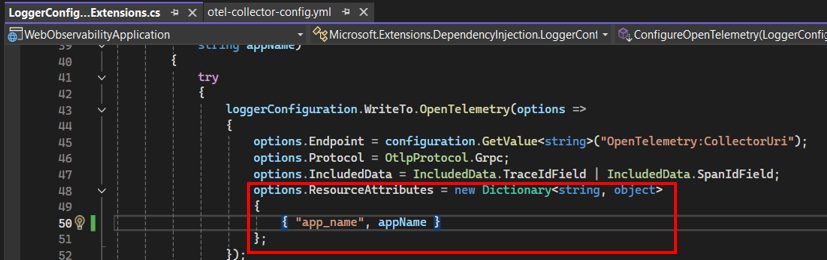 LoggerConfig...Extensions.cs otel-collector-config.yml
WebObservabilityApplication Microsoft.Extensions.DependencyInjection.LoggerConf ConfigureOpenTelemetry(LoggerConfig
39 string appName)
40 {
41 try
42 {
43 loggerConfiguration.WriteTo.OpenTelemetry(options =>
44 {
45 options.Endpoint = configuration.GetValue<string>("OpenTelemetry:CollectorUri");
46 options.Protocol = OtlpProtocol.Grpc;
47 options.IncludedData = IncludedData.TraceIdField | IncludedData.SpanIdField;
48 options.ResourceAttributes = new Dictionary<string, object>
49 {
50 { "app_name", appName }
51 };
52 });